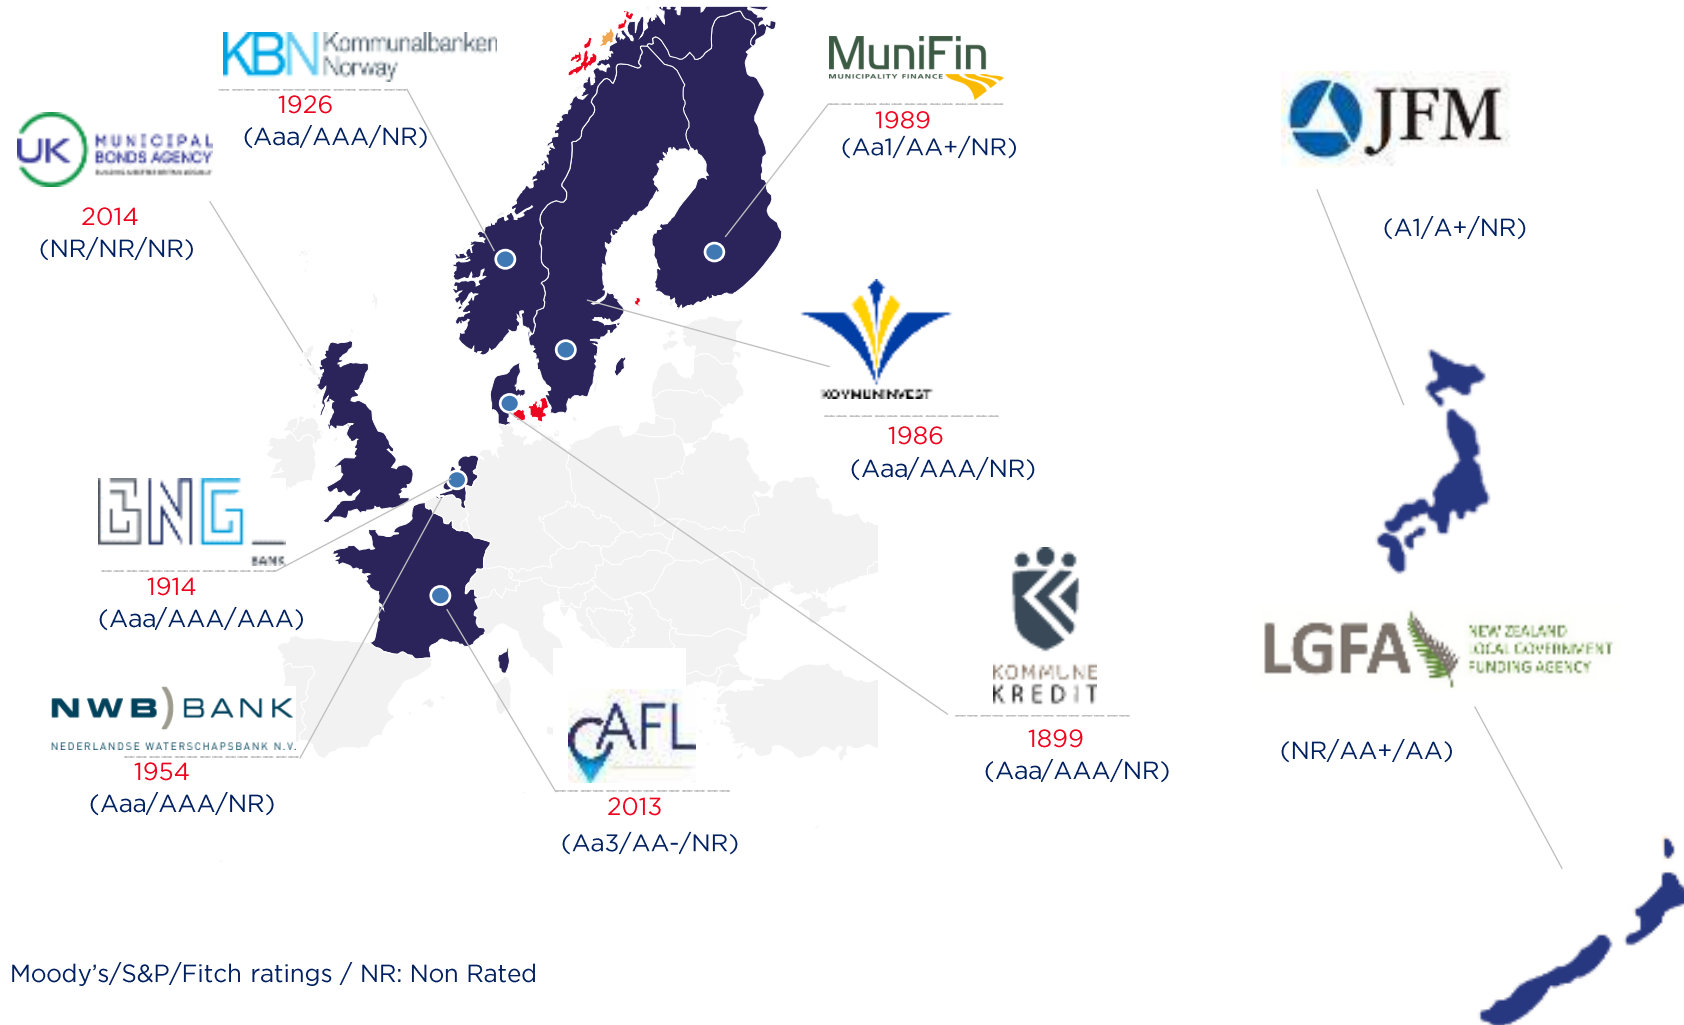 KBN Kommunalbanken
Norway
1926
(Aaa/AAA/NR)
MuniFin
MUNICIPALITY FINANCE
1989
(Aa1/AA+/NR)
JFM
(A1/A+/NR)
UK MUNICIPAL
BONDS AGENCY
2014
(NR/NR/NR)
KOMMUNINVEST
1986
(Aaa/AAA/NR)
BNG
BANK
1914
(Aaa/AAA/AAA)
KOMMUNE
KREDIT
1899
(Aaa/AAA/NR)
LGFA
NEW ZEALAND
LOCAL GOVERNMENT
FUNDING AGENCY
(NR/AA+/AA)
NWB)BANK
NEDERLANDSE WATERSCHAPSBANK N.V.
1954
(Aaa/AAA/NR)
AFL
2013
(Aa3/AA-/NR)
Moody’s/S&P/Fitch ratings / NR: Non Rated